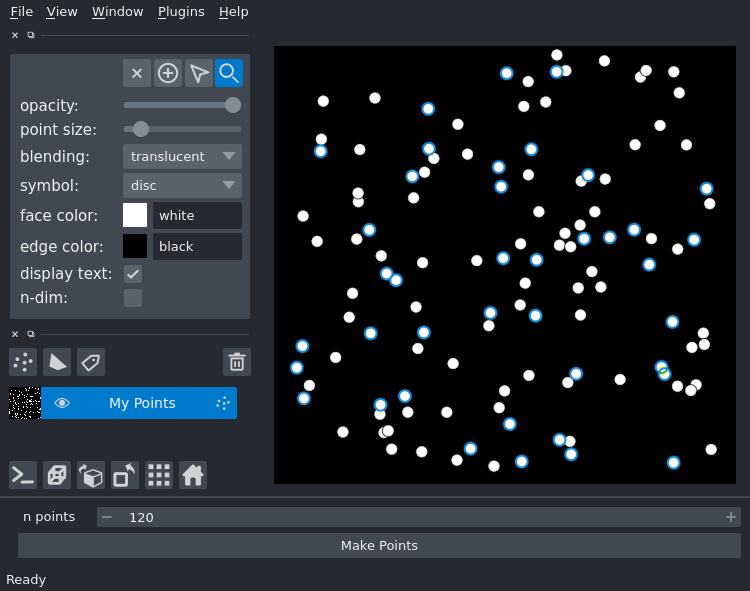 File View Window Plugins Help
opacity:
point size:
blending: translucent
symbol: disc
face color: white
edge color: black
display text:
n-dim:
My Points
n points 120
Make Points
Ready